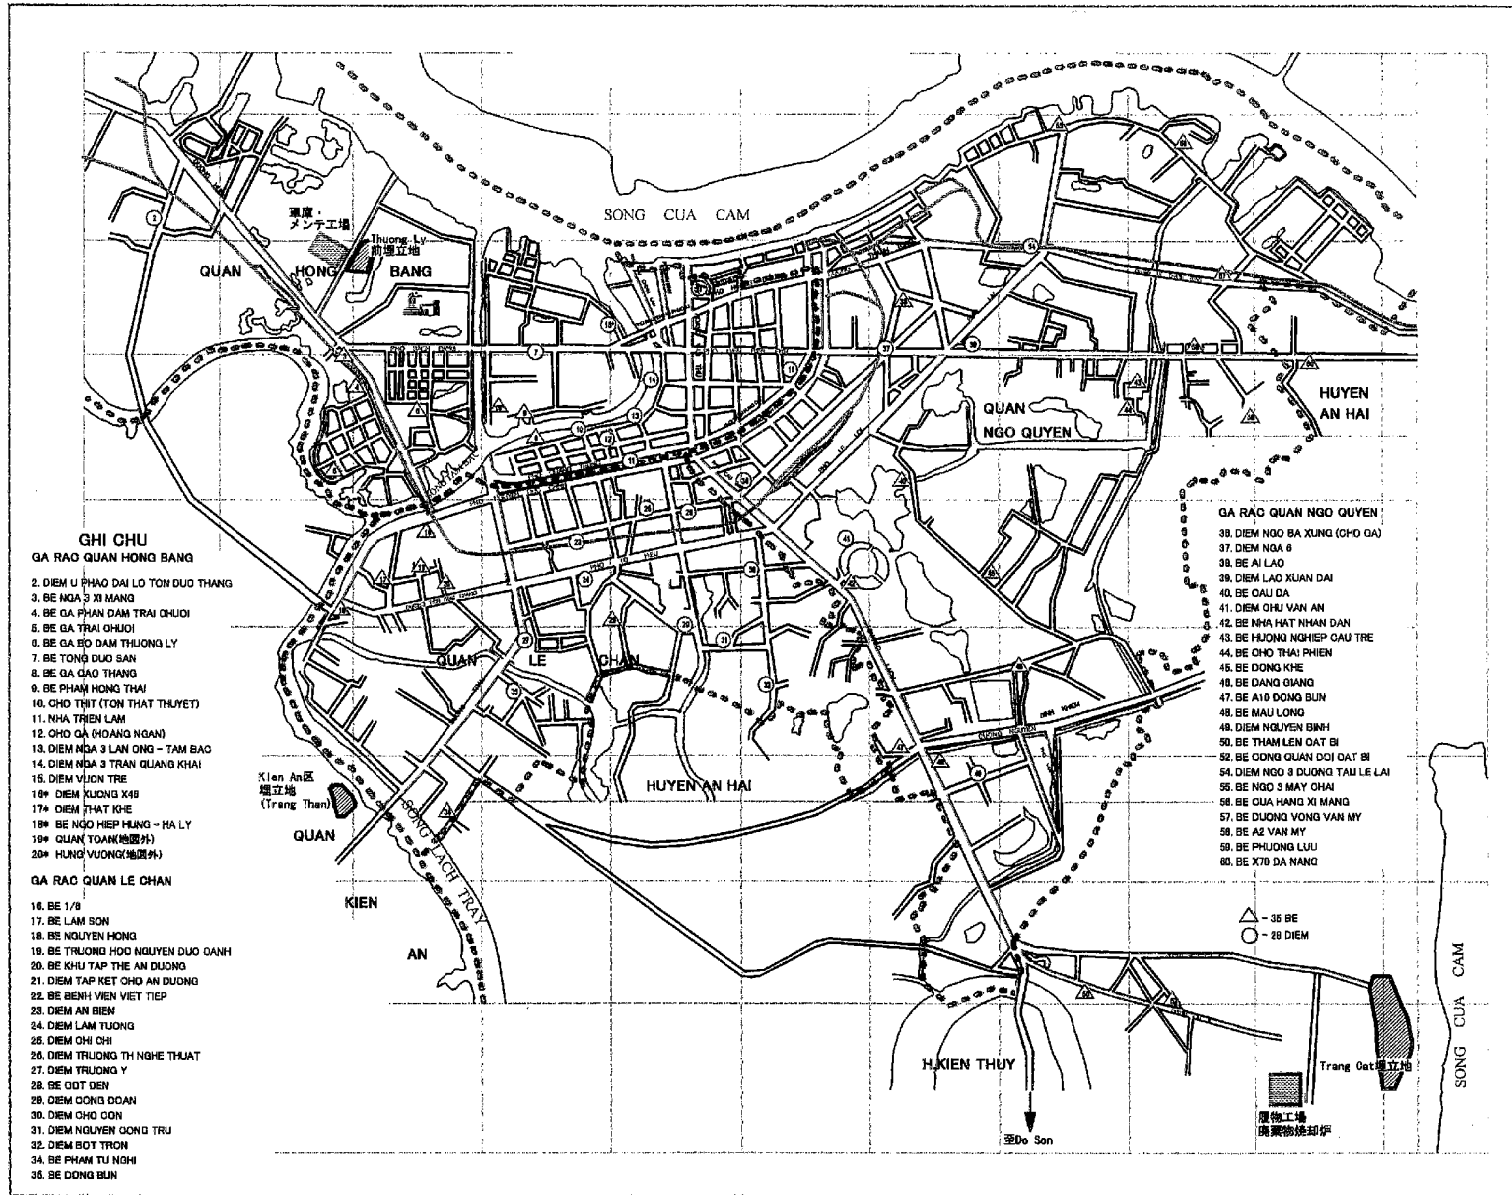 SONG CUA CAM
車庫・
メンテ工場
Thuong Ly
前埋立地
QUAN HONG BANG
HUYEN
AN HAI
QUAN
NGO QUYEN
GHI CHU
GA RAC QUAN HONG BANG
2. DIEM U PHAO DAI LO TON DUO THANG
3. BE NGA 3 XI MANG
4. BE GA PHAN DAM TRAI CHUOI
5. BE GA TRAI CHUOI
6. BE GA BO DAM THUONG LY
7. BE TONG DUO SAN
8. BE GA CAO THANG
9. BE PHAM HONG THAI
10. CHO THIT (TON THAT THUYET)
11. NHA TRIEN LAM
12. CHO GA (HOANG NGAN)
13. DIEM NGA 3 LAN ONG - TAM BAC
14. DIEM NGA 3 TRAN QUANG KHAI
15. DIEM VUCN TRE
16* DIEM XUONG X46
17* DIEM THAT KHE
18* BE NGO HIEP HUNG - HA LY
19* QUAN TOAN(地図外)
20* HUNG VUONG(地図外)
GA RAC QUAN LE CHAN
16. BE 1/6
17. BE LAM SON
18. BE NGUYEN HONG
19. BE TRUONG HOC NGUYEN DUO CANH
20. BE KHU TAP THE AN DUONG
21. DIEM TAP KET CHO AN DUONG
22. BE BENH VIEN VIET TIEP
23. DIEM AN BIEN
24. DIEM LAM TUONG
25. DIEM CHI CHI
26. DIEM TRUONG TH NGHE THUAT
27. DIEM TRUONG Y
28. BE COT DEN
29. DIEM CONG DOAN
30. DIEM CHO CON
31. DIEM NGUYEN CONG TRU
32. DIEM BOT TRON
34. BE PHAM TU NGHI
35. BE DONG BUN
GA RAC QUAN NGO QUYEN
36. DIEM NGO BA XUNG (CHO GA)
37. DIEM NGA 6
38. BE AI LAO
39. DIEM LAC XUAN DAI
40. BE CAU DA
41. DIEM CHU VAN AN
42. BE NHA HAT NHAN DAN
43. BE HUONG NGHIEP CAU TRE
44. BE CHO THAI PHIEN
45. BE DONG KHE
46. BE DANG GIANG
47. BE A10 DONG BUN
48. BE MAU LONG
49. DIEM NGUYEN BINH
50. BE THAM LEN CAT BI
52. BE CONG QUAN DOI CAT BI
54. DIEM NGO 3 DUONG TAU LE LAI
55. BE NGO 3 MAY CHAI
56. BE CUA HANG XI MANG
57. BE DUONG VONG VAN MY
58. BE A2 VAN MY
59. BE PHUONG LUU
60. BE X70 DA NANG
QUAN LE CHAN
HUYEN AN HAI
Kien An区
埋立地
(Trang Than)
SONG LACH TRAY
QUAN
KIEN
AN
△ - 35 BE
○ - 28 DIEM
H.KIEN THUY
至Do Son
Trang Cat埋立地
履物工場
廃棄物焼却炉
SONG CUA CAM